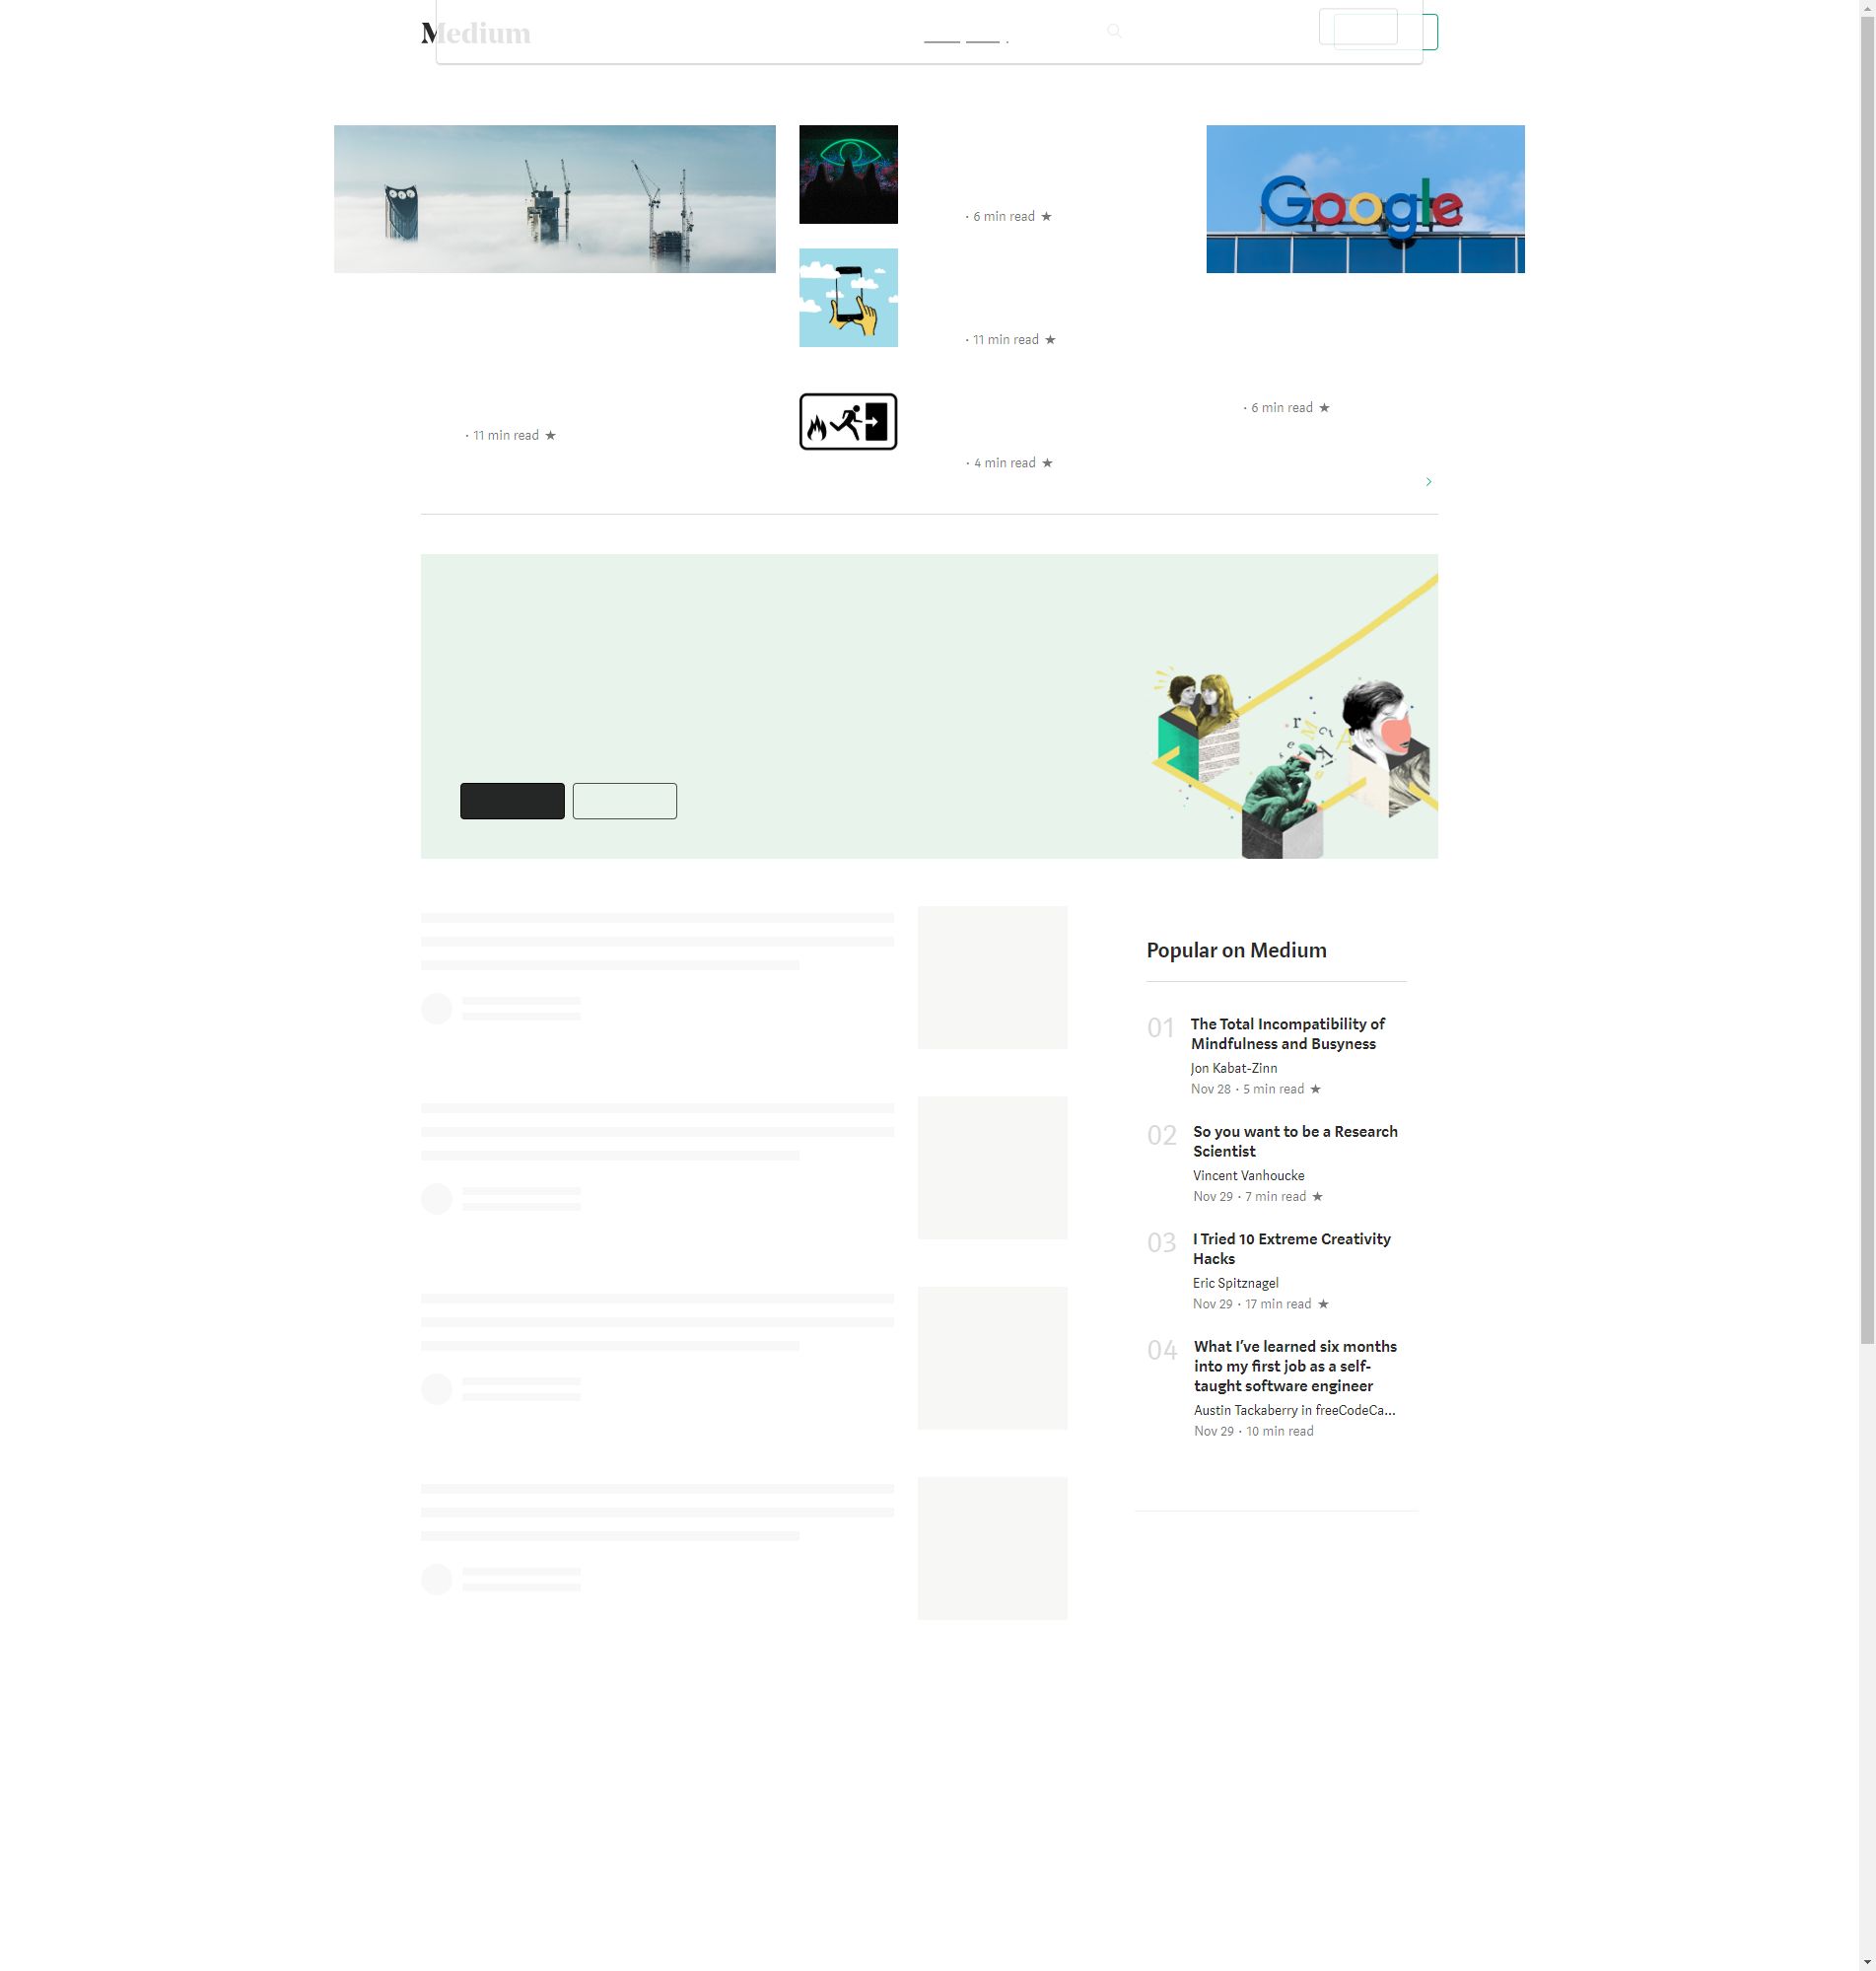 Medium
· 6 min read ★
Google
· 11 min read ★
· 6 min read ★
· 11 min read ★
· 4 min read ★
Popular on Medium
01
The Total Incompatibility of
Mindfulness and Busyness
Jon Kabat-Zinn
Nov 28 · 5 min read ★
02
So you want to be a Research
Scientist
Vincent Vanhoucke
Nov 29 · 7 min read ★
03
I Tried 10 Extreme Creativity
Hacks
Eric Spitznagel
Nov 29 · 17 min read ★
04
What I've learned six months
into my first job as a self-
taught software engineer
Austin Tackaberry in freeCodeCa...
Nov 29 · 10 min read